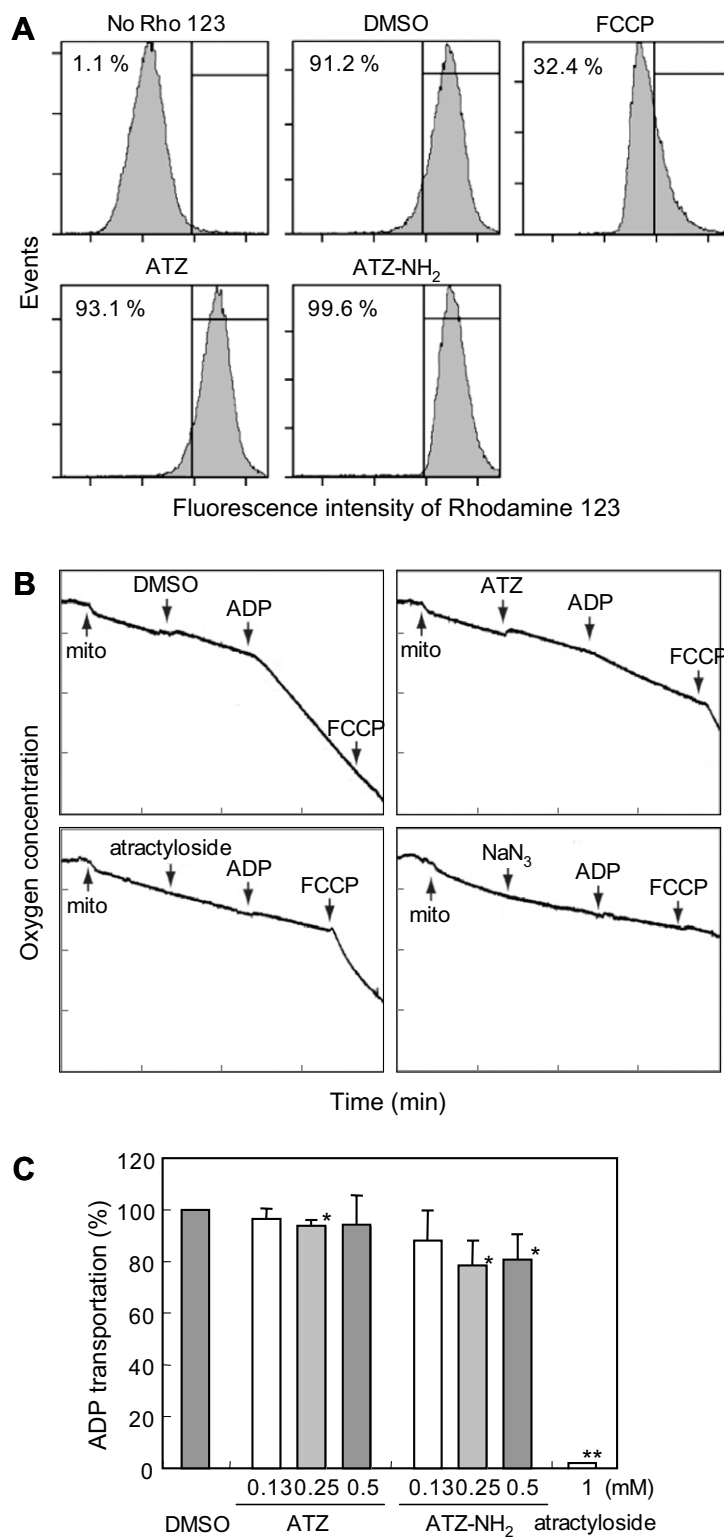 A
No Rho 123
DMSO
FCCP
1.1 %
91.2 %
32.4 %
ATZ
ATZ-NH2
93.1 %
99.6 %
Events
Fluorescence intensity of Rhodamine 123
B
DMSO
ADP
mito
FCCP
ATZ
ADP
mito
FCCP
atractyloside
ADP
FCCP
mito
NaN3
ADP
FCCP
mito
Oxygen concentration
Time (min)
C
ADP transportation (%)
120
100
80
60
40
20
0
*
*
*
**
0.13 0.25 0.5
0.13 0.25 0.5
1 (mM)
DMSO
ATZ
ATZ-NH2
atractyloside